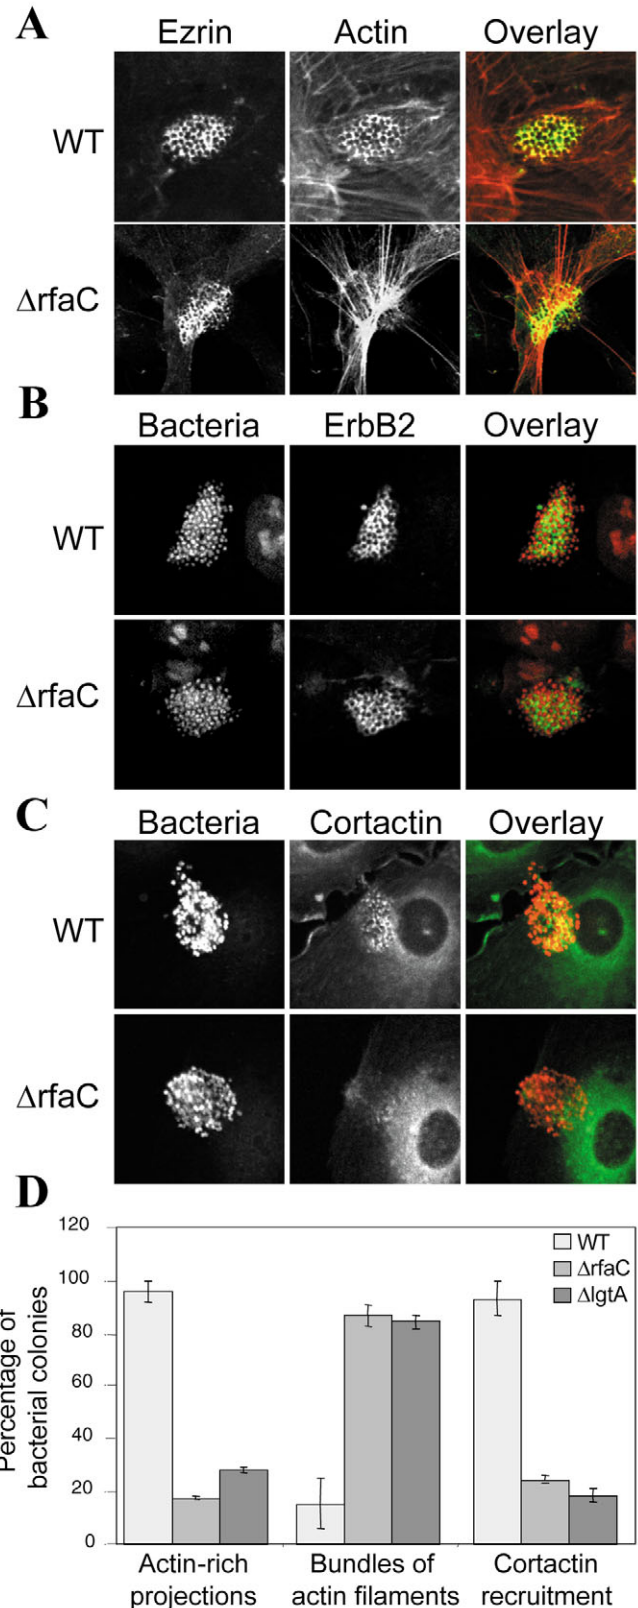 A
Ezrin Actin Overlay
WT
ΔrfaC
B
Bacteria ErbB2 Overlay
WT
ΔrfaC
C
Bacteria Cortactin Overlay
WT
ΔrfaC
D
Percentage of
bacterial colonies
120
100
80
60
40
20
0
WT
ΔrfaC
ΔlgtA
Actin-rich
projections
Bundles of
actin filaments
Cortactin
recruitment